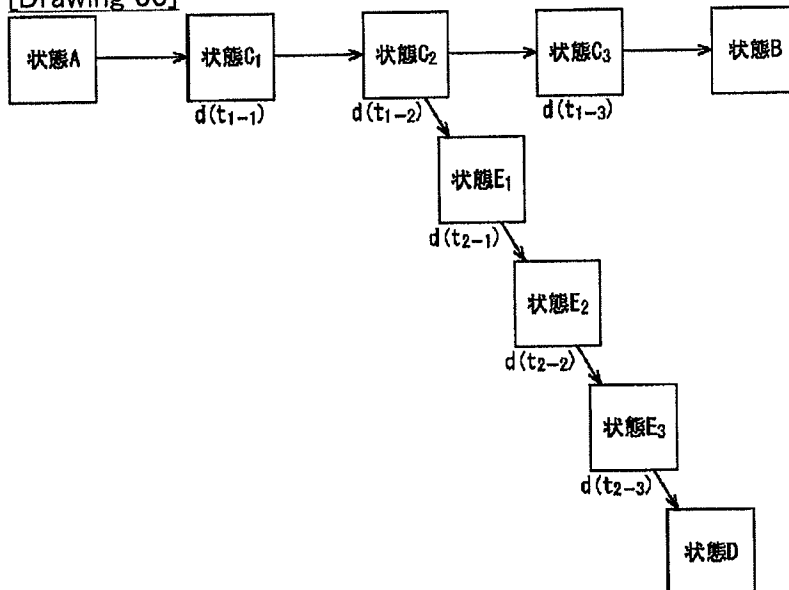 [Drawing 60]
状態A 状態C₁ 状態C₂ 状態C₃ 状態B
d(t₁₋₁) d(t₁₋₂) d(t₁₋₃)
状態E₁
d(t₂₋₁)
状態E₂
d(t₂₋₂)
状態E₃
d(t₂₋₃)
状態D